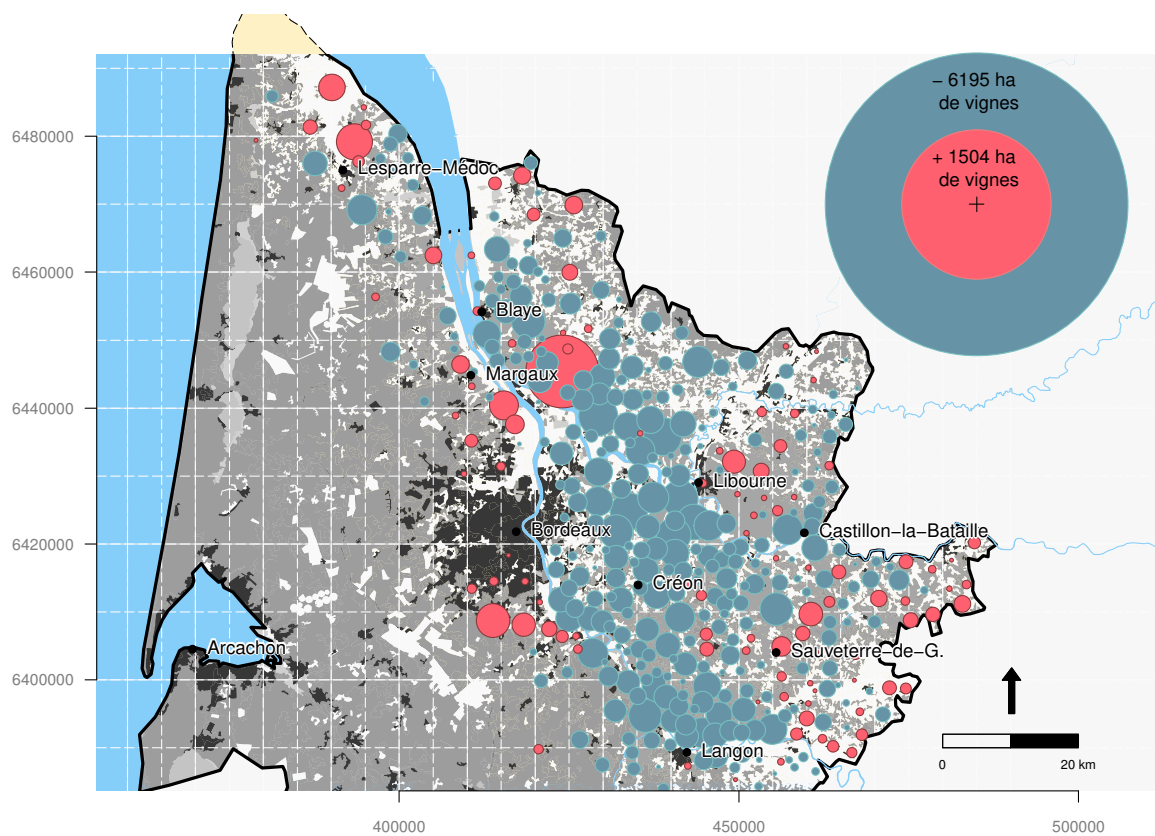 − 6195 ha
de vignes
+ 1504 ha
de vignes
6480000
Lesparre−Médoc
6460000
Blaye
Margaux
6440000
Libourne
Bordeaux
Castillon−la−Bataille
6420000
Créon
Arcachon
Sauveterre−de−G.
6400000
Langon
0
20 km
400000
450000
500000